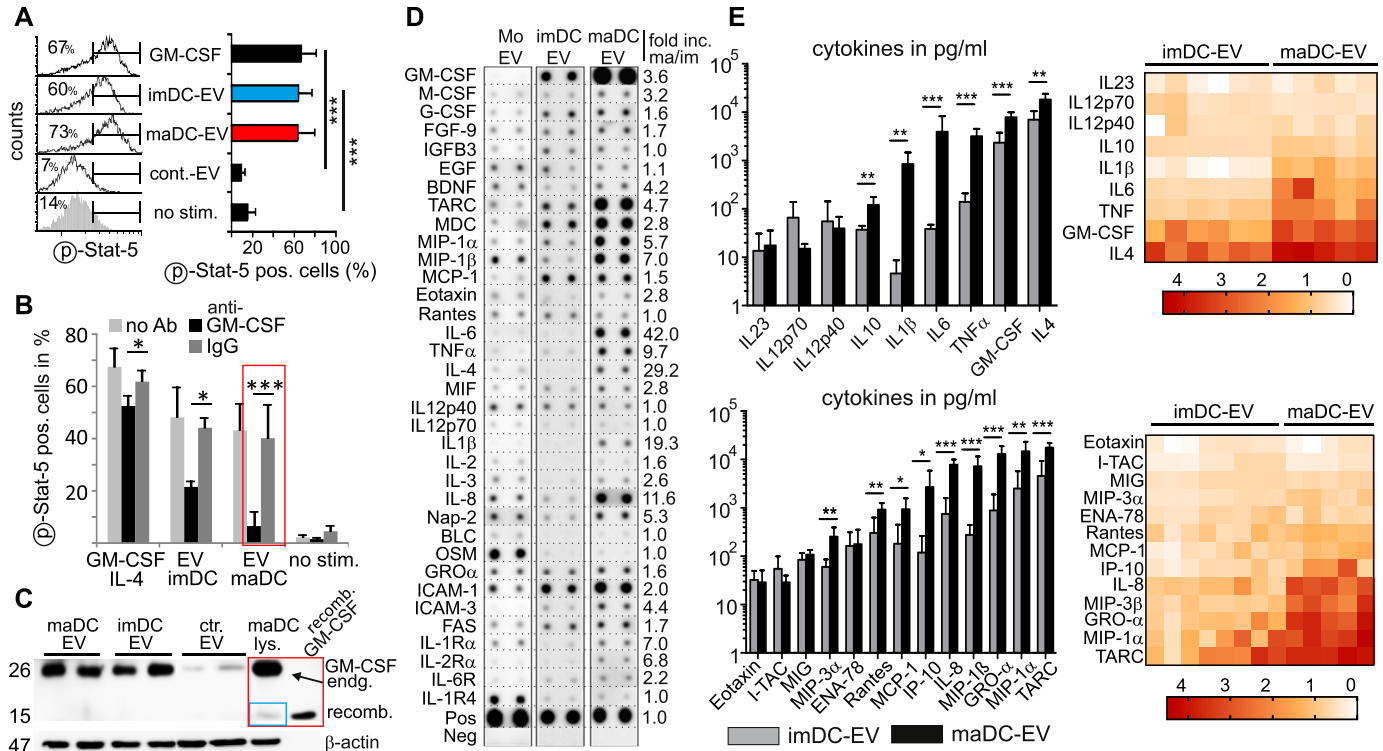 A
67%
60%
73%
7%
14%
counts
GM-CSF
imDC-EV
maDC-EV
cont.-EV
no stim.
***
***
20 60 100
ⓟ-Stat-5
ⓟ-Stat-5 pos. cells (%)
B
ⓟ-Stat-5 pos. cells in %
80
60
40
20
0
no Ab
anti-
GM-CSF
IgG
*
*
***
GM-CSF
IL-4
EV
imDC
EV
maDC
no stim.
C
maDC
EV
imDC
EV
ctr.
EV
maDC
lys.
recomb.
GM-CSF
26
GM-CSF
endg.
15
recomb.
47
β-actin
D
Mo
EV
imDC
EV
maDC
EV
fold inc.
ma/im
GM-CSF 3.6
M-CSF 3.2
G-CSF 1.6
FGF-9 1.7
IGFB3 1.0
EGF 1.1
BDNF 4.2
TARC 4.7
MDC 2.8
MIP-1α 5.7
MIP-1β 7.0
MCP-1 1.5
Eotaxin 2.8
Rantes 1.0
IL-6 42.0
TNFα 9.7
IL-4 29.2
MIF 2.8
IL12p40 1.0
IL12p70 1.0
IL1β 19.3
IL-2 1.6
IL-3 2.6
IL-8 11.6
Nap-2 5.3
BLC 1.0
OSM 1.0
GROα 1.6
ICAM-1 2.0
ICAM-3 4.4
FAS 1.7
IL-1Rα 7.0
IL-2Rα 6.8
IL-6R 2.2
IL-1R4 1.0
Pos 1.0
Neg
E
cytokines in pg/ml
10⁵
10⁴
10³
10²
10¹
1
** ** *** *** *** **
IL23
IL12p70
IL12p40
IL10
IL1β
IL6
TNFα
GM-CSF
IL4
imDC-EV maDC-EV
IL23
IL12p70
IL12p40
IL10
IL1β
IL6
TNF
GM-CSF
IL4
4 3 2 1 0
cytokines in pg/ml
10⁵
10⁴
10³
10²
10¹
1
** ** * * *** *** *** ** ***
Eotaxin
I-TAC
MIG
MIP-3α
ENA-78
Rantes
MCP-1
IP-10
IL-8
MIP-1β
GRO-α
MIP-1α
TARC
imDC-EV maDC-EV
imDC-EV maDC-EV
Eotaxin
I-TAC
MIG
MIP-3α
ENA-78
Rantes
MCP-1
IP-10
IL-8
MIP-3β
GRO-α
MIP-1α
TARC
4 3 2 1 0